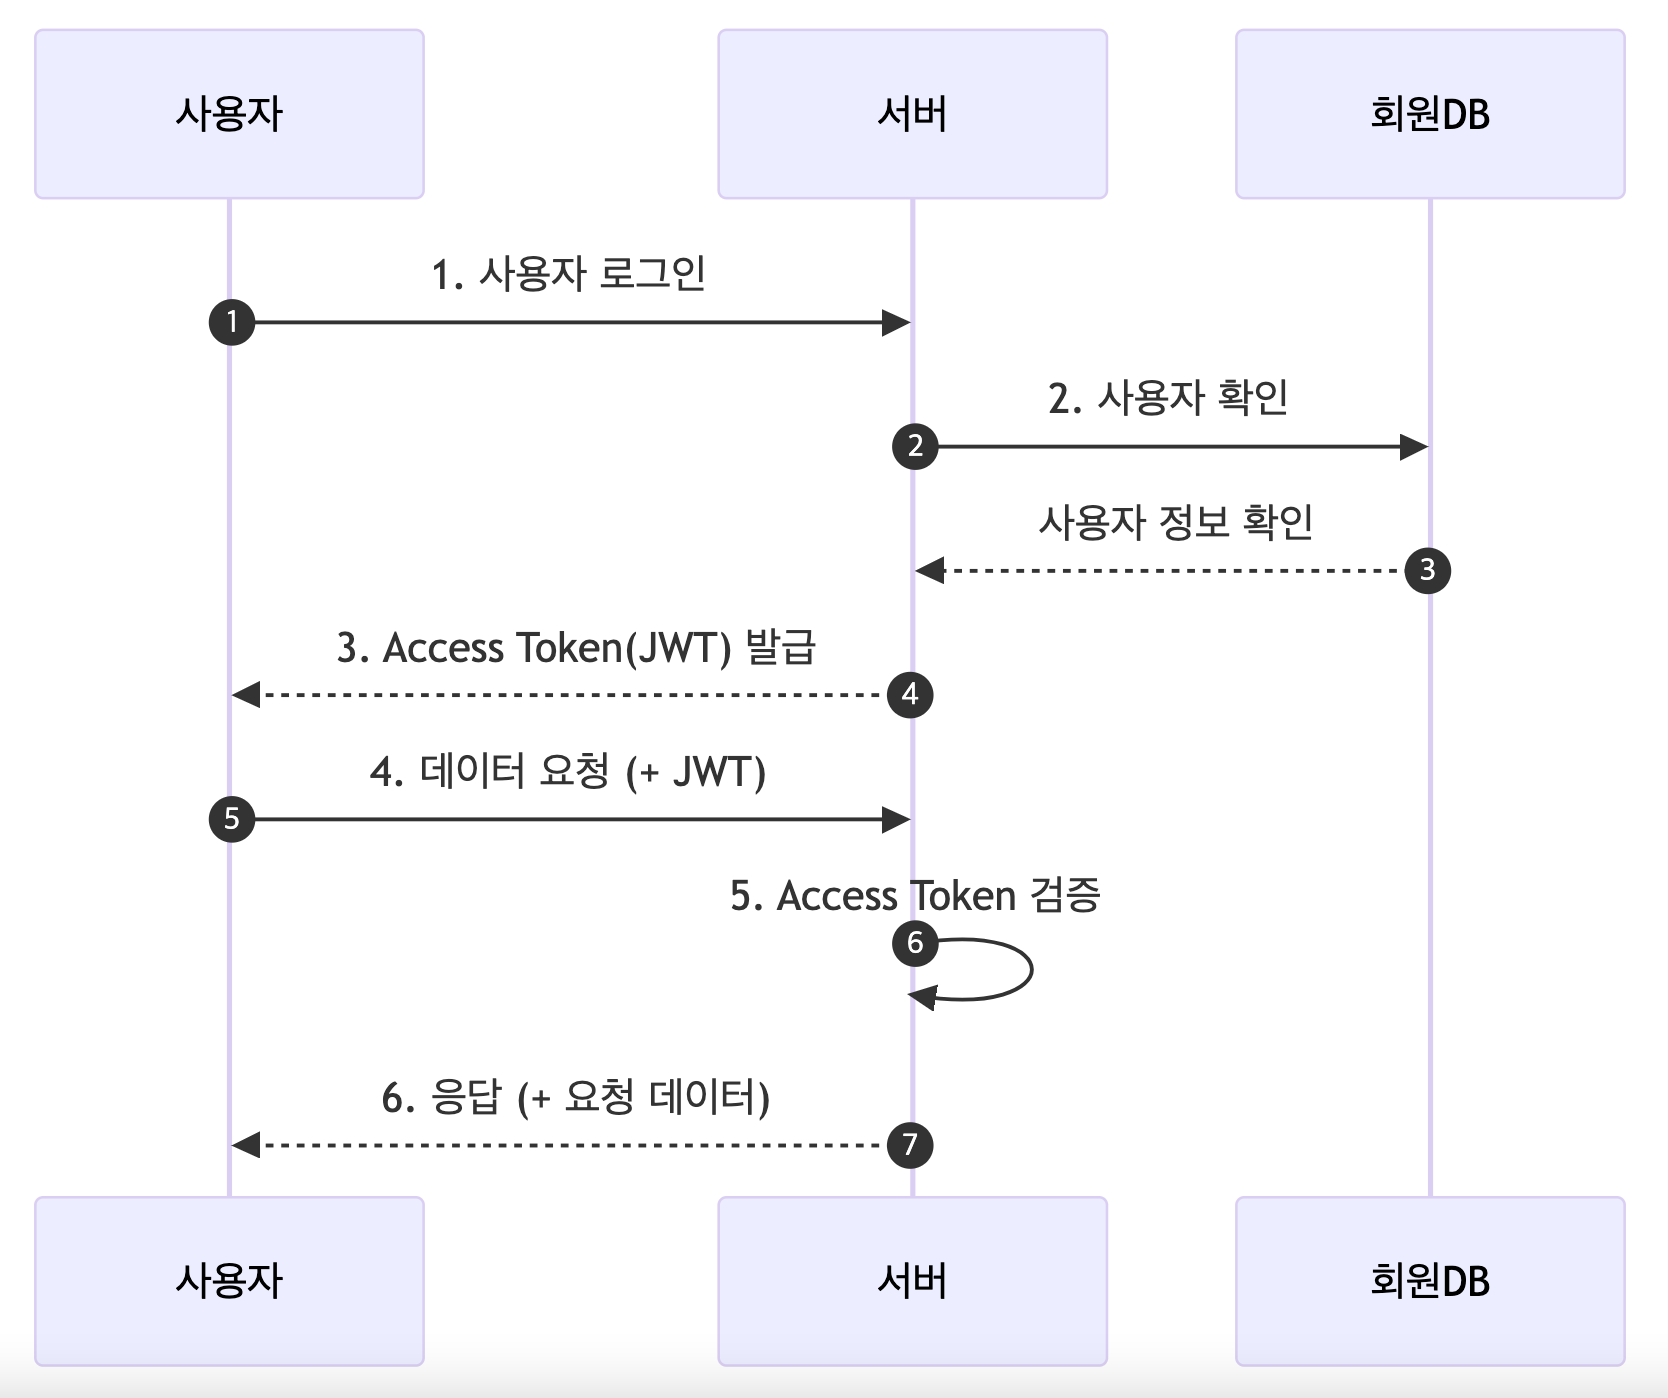 사용자
서버
회원DB
1. 사용자 로그인
1
2. 사용자 확인
2
사용자 정보 확인
3
3. Access Token(JWT) 발급
4
4. 데이터 요청 (+ JWT)
5
5. Access Token 검증
6
6. 응답 (+ 요청 데이터)
7
사용자
서버
회원DB